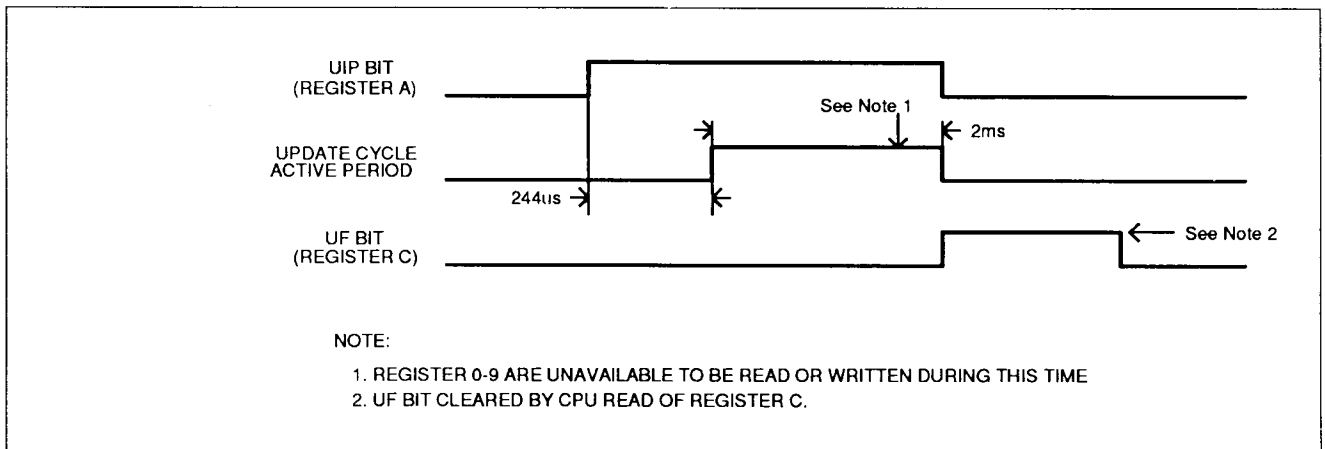 UIP BIT
(REGISTER A)
See Note 1
2ms
UPDATE CYCLE
ACTIVE PERIOD
244us
UF BIT
(REGISTER C)
See Note 2
NOTE:
1. REGISTER 0-9 ARE UNAVAILABLE TO BE READ OR WRITTEN DURING THIS TIME
2. UF BIT CLEARED BY CPU READ OF REGISTER C.